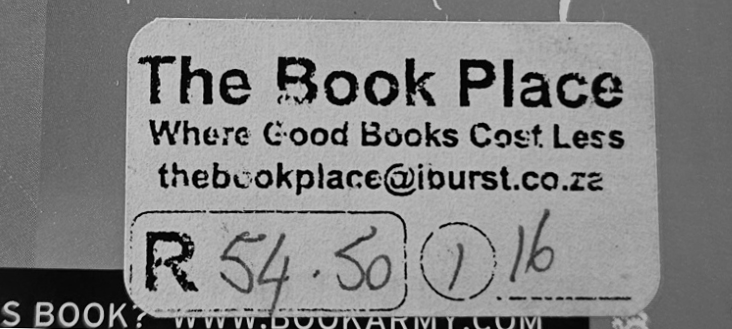 The Book Place
Where Good Books Cost Less
thebookplace@iburst.co.za
R 54.50 1 16
S BOOK? WWW.BOOKARMY.COM